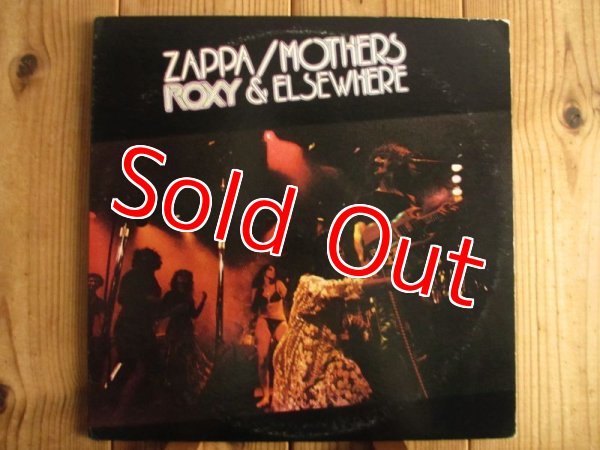 ZAPPA/MOTHERS
ROXY & ELSEWHERE
Sold Out